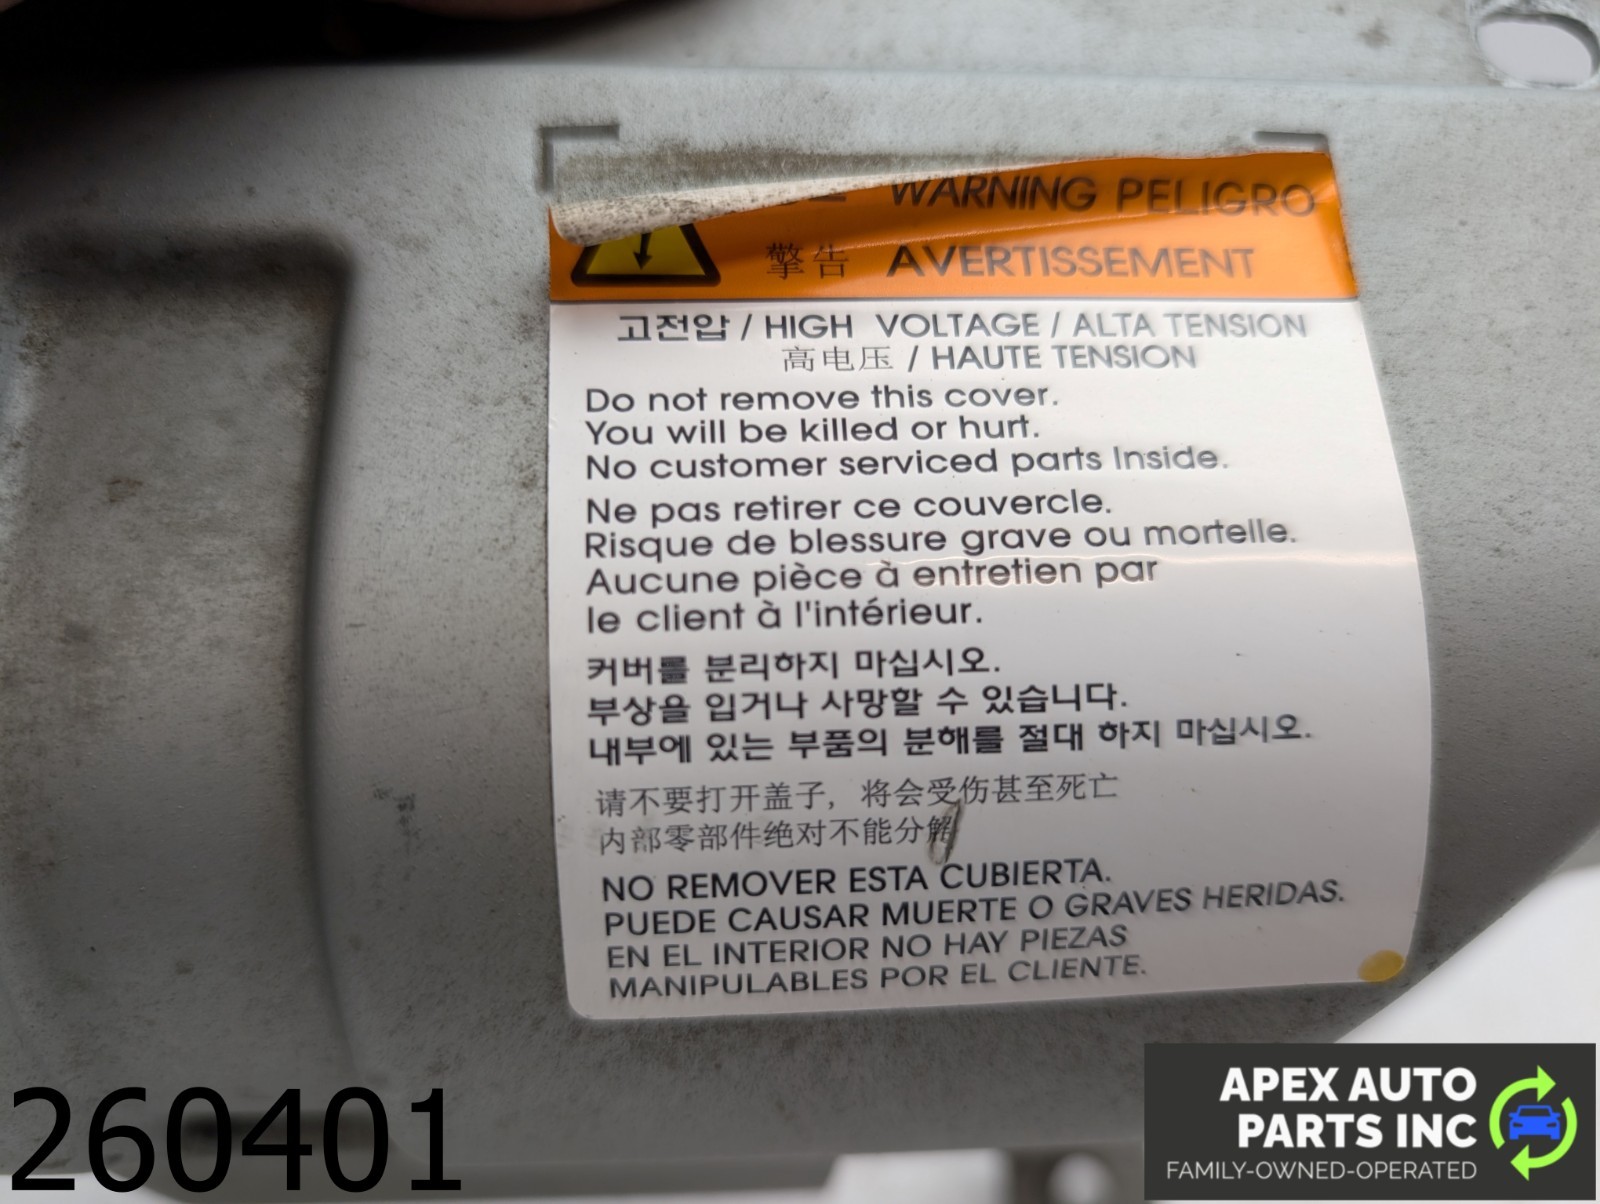 WARNING PELIGRO
警告 AVERTISSEMENT
고전압 / HIGH VOLTAGE / ALTA TENSION
高电压 / HAUTE TENSION
Do not remove this cover.
You will be killed or hurt.
No customer serviced parts Inside.
Ne pas retirer ce couvercle.
Risque de blessure grave ou mortelle.
Aucune pièce à entretien par
le client à l'intérieur.
커버를 분리하지 마십시오.
부상을 입거나 사망할 수 있습니다.
내부에 있는 부품의 분해를 절대 하지 마십시오.
请不要打开盖子，将会受伤甚至死亡
内部零部件绝对不能分解
NO REMOVER ESTA CUBIERTA.
PUEDE CAUSAR MUERTE O GRAVES HERIDAS.
EN EL INTERIOR NO HAY PIEZAS
MANIPULABLES POR EL CLIENTE.
260401
APEX AUTO
PARTS INC
FAMILY-OWNED-OPERATED